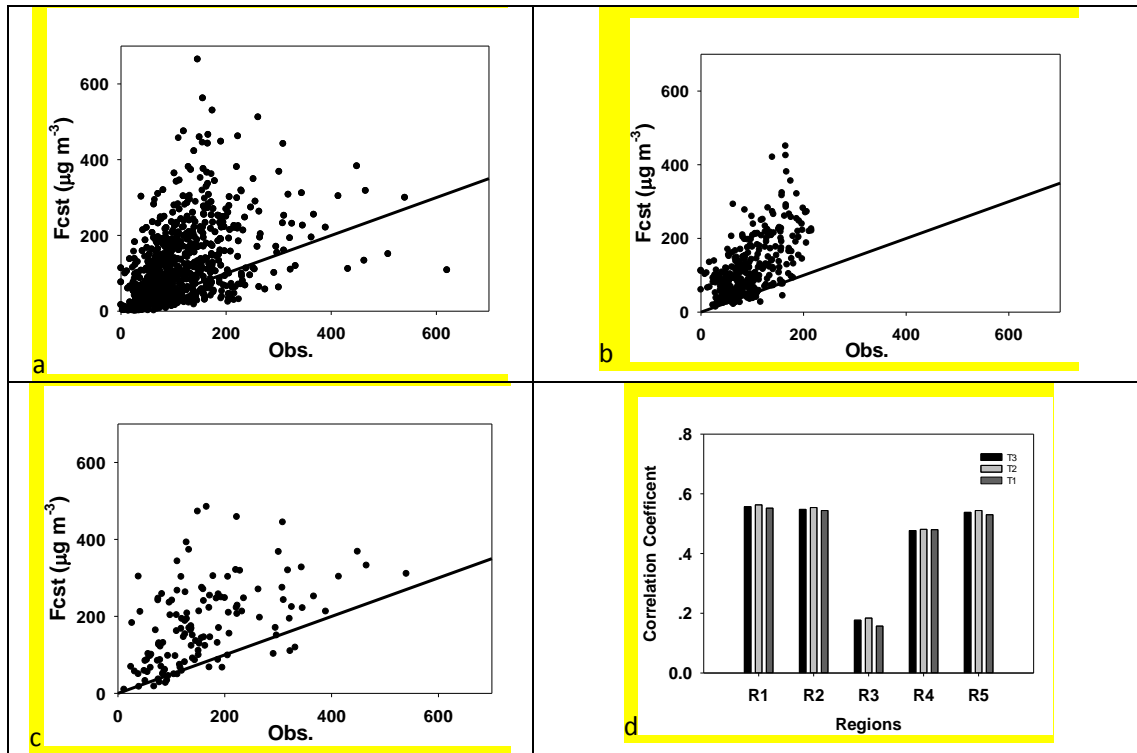 600
400
200
0
Fcst (µg m-3)
0 200 400 600
Obs.
a
600
400
200
0
Fcst (µg m-3)
0 200 400 600
Obs.
b
600
400
200
0
Fcst (µg m-3)
0 200 400 600
Obs.
c
.8
.6
.4
.2
0.0
Correlation Coefficent
T3
T2
T1
R1 R2 R3 R4 R5
Regions
d